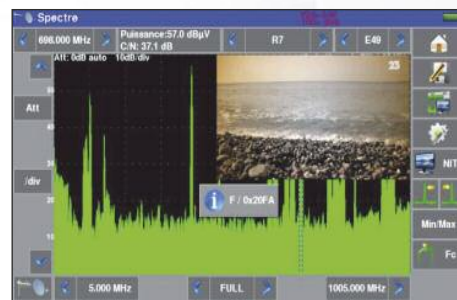 Spectre
698.000 MHz
Puissance:57.0 dBµV
C/N: 37.1 dB
R7
E49
Att: 0dB auto 10dB/div
23
Att
/div
NIT
F / 0x20FA
Min/Max
Fc
5.000 MHz
FULL
1005.000 MHz